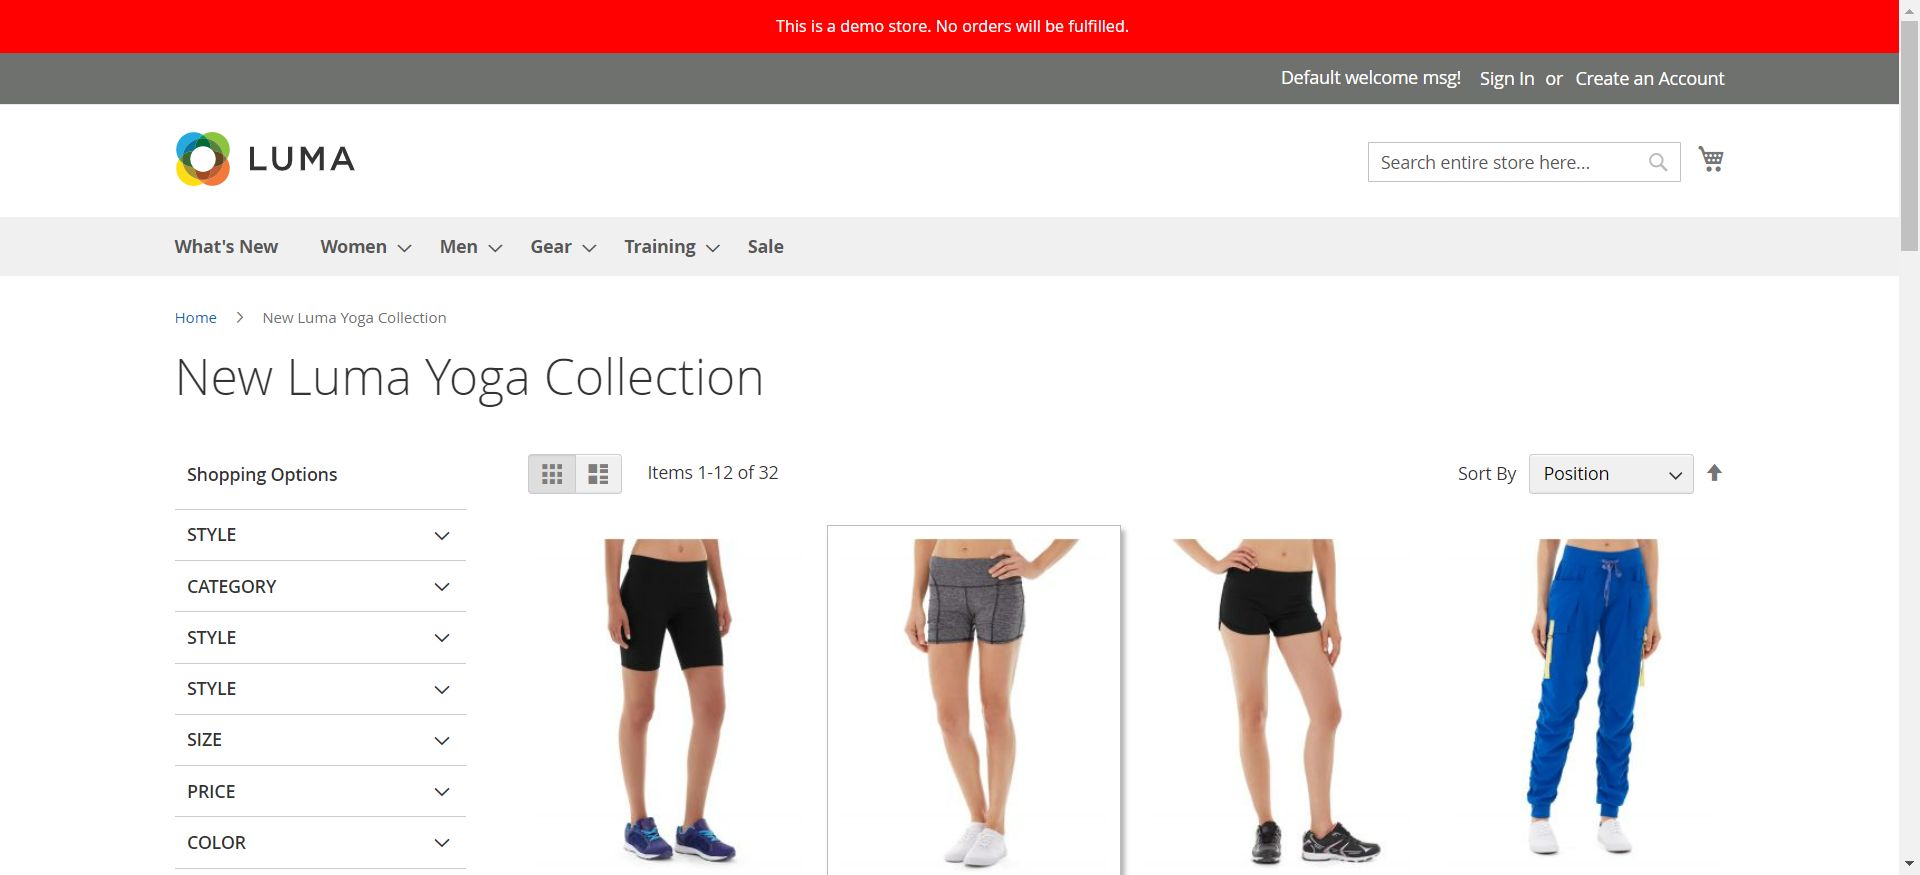 This is a demo store. No orders will be fulfilled.
Default welcome msg! Sign In or Create an Account
LUMA
Search entire store here...
What's New Women Men Gear Training Sale
Home New Luma Yoga Collection
New Luma Yoga Collection
Shopping Options
Items 1-12 of 32
Sort By Position
STYLE
CATEGORY
STYLE
STYLE
SIZE
PRICE
COLOR